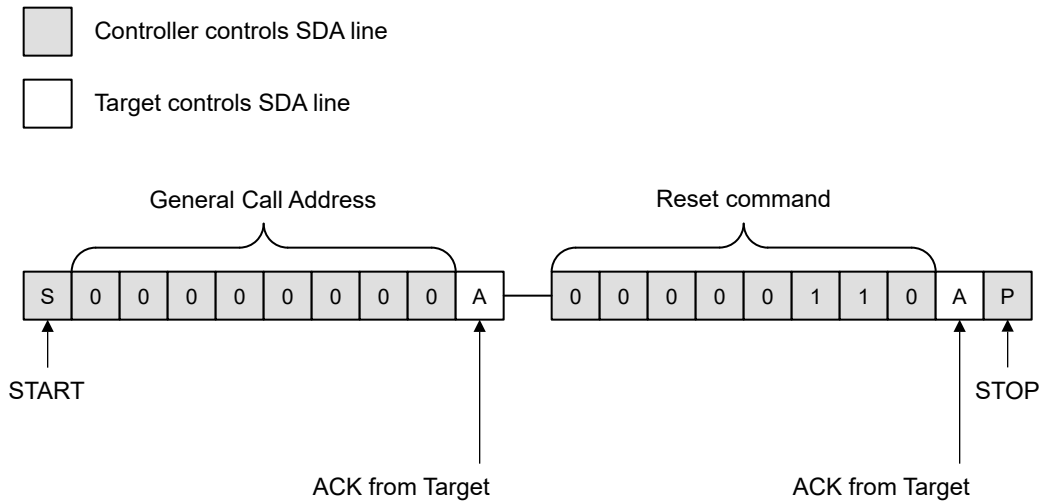 Controller controls SDA line
Target controls SDA line
General Call Address Reset command
S 0 0 0 0 0 0 0 0 A 0 0 0 0 0 1 1 0 A P
START STOP
ACK from Target ACK from Target